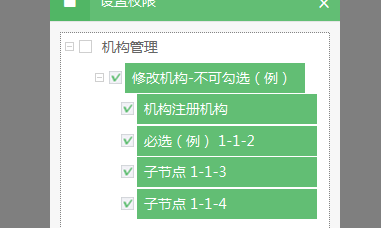 设置权限
机构管理
修改机构-不可勾选（例）
机构注册机构
必选（例） 1-1-2
子节点 1-1-3
子节点 1-1-4